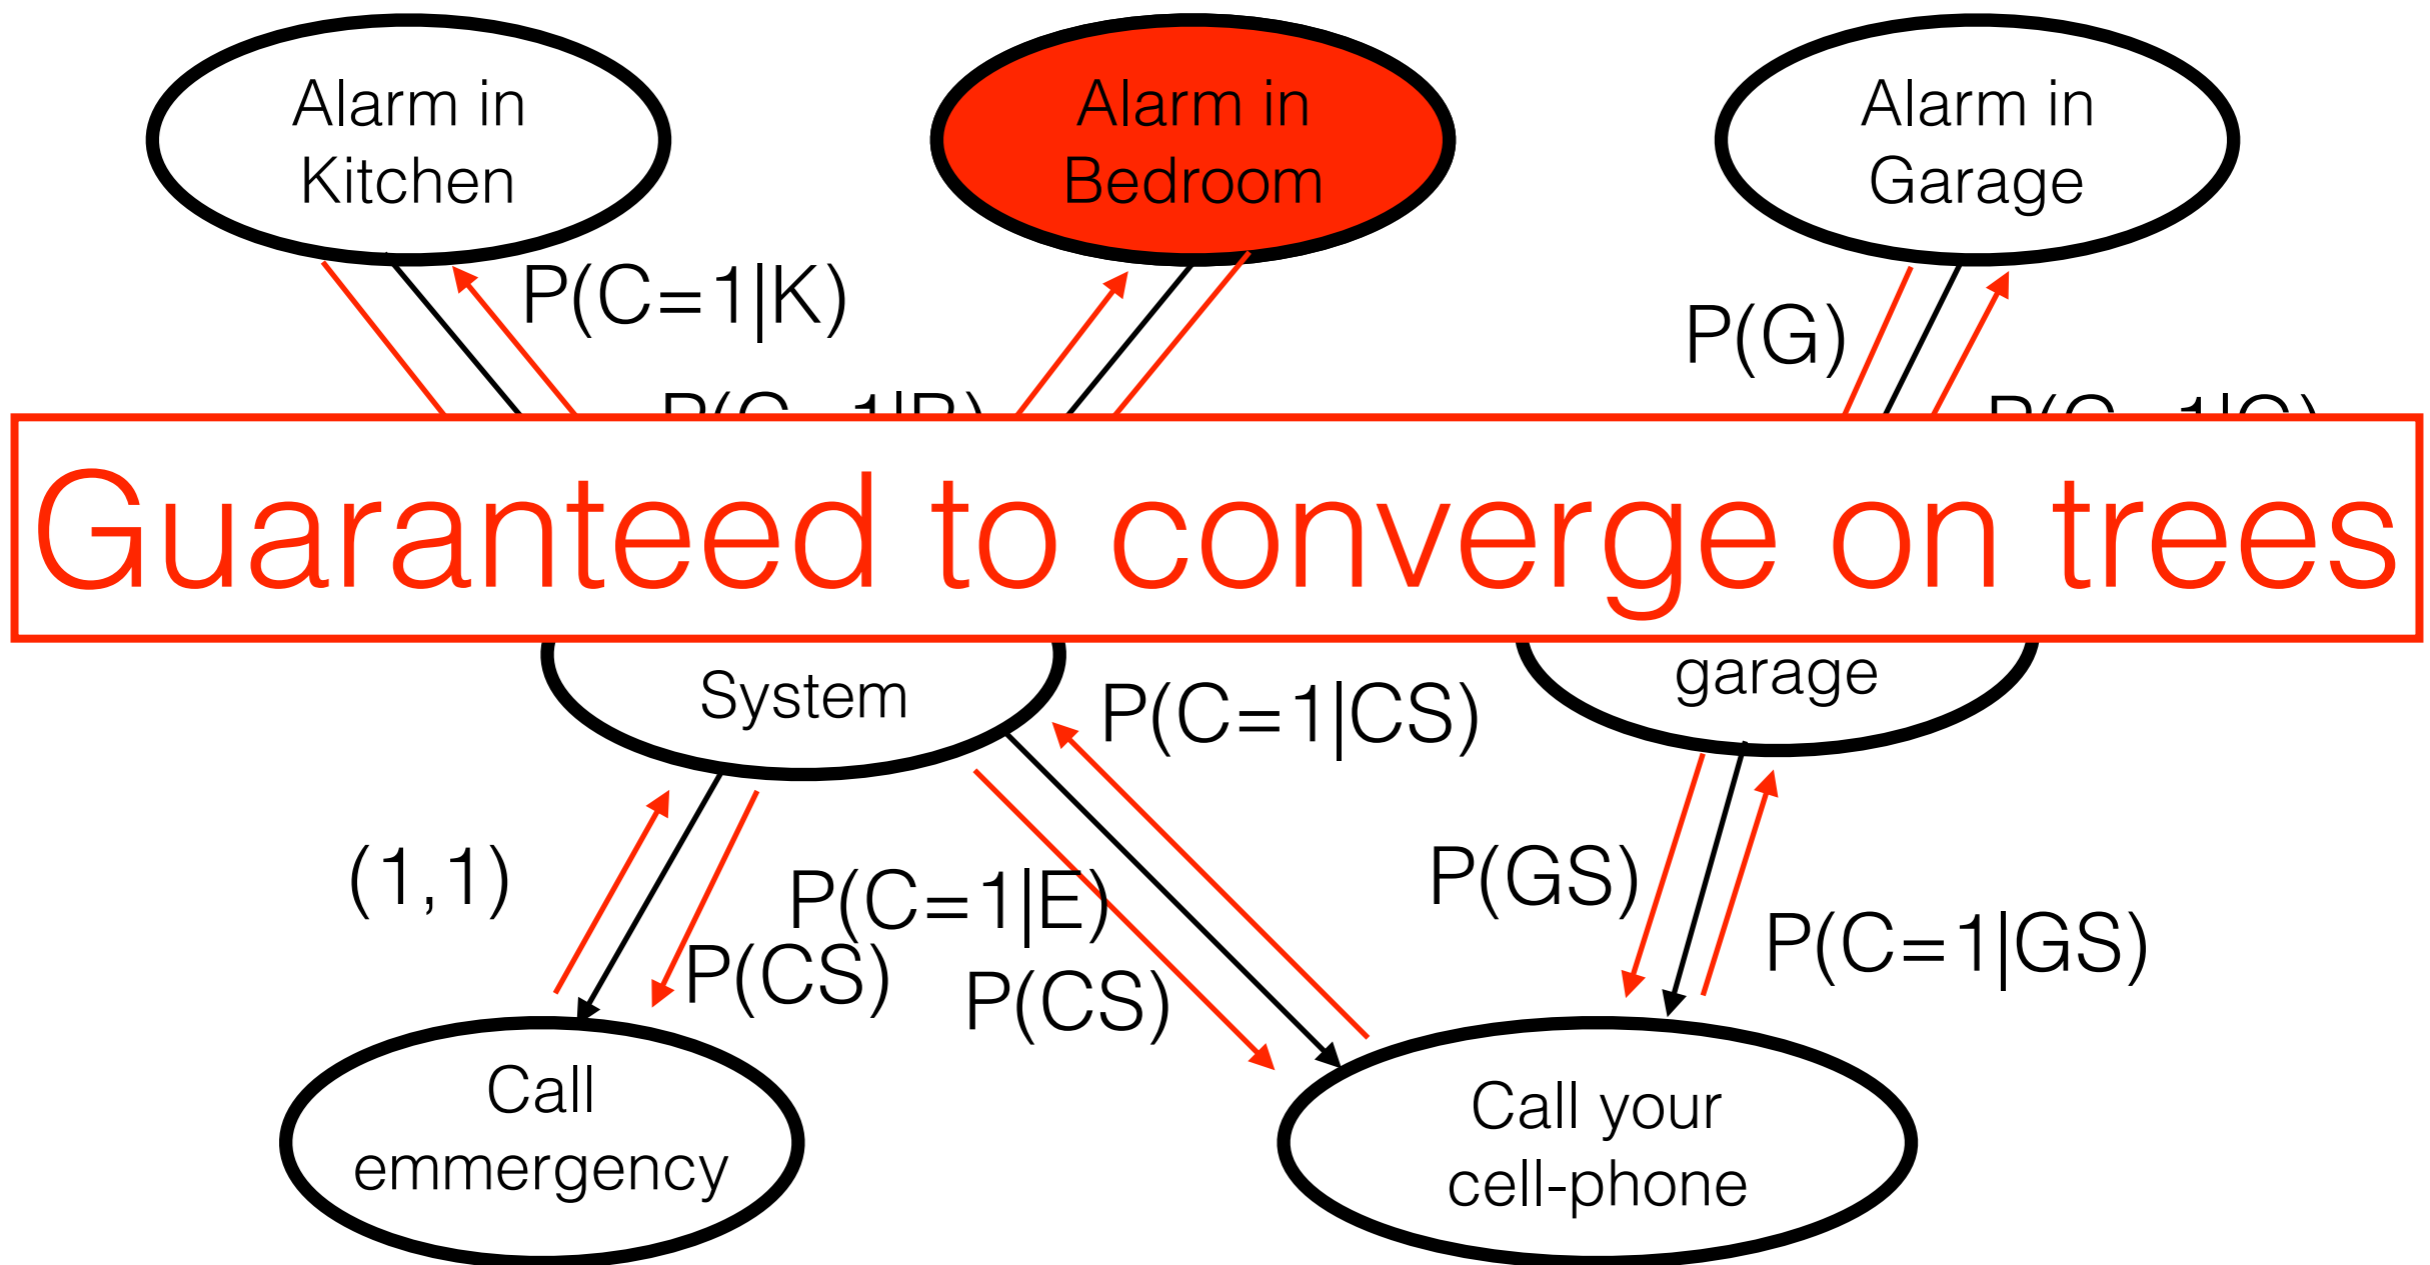 Alarm in
Kitchen
Alarm in
Bedroom
Alarm in
Garage
P(C=1|K)
P(G)
Guaranteed to converge on trees
System
garage
P(C=1|CS)
(1,1)
P(C=1|E)
P(GS)
P(C=1|GS)
P(CS)
P(CS)
Call
emmergency
Call your
cell-phone